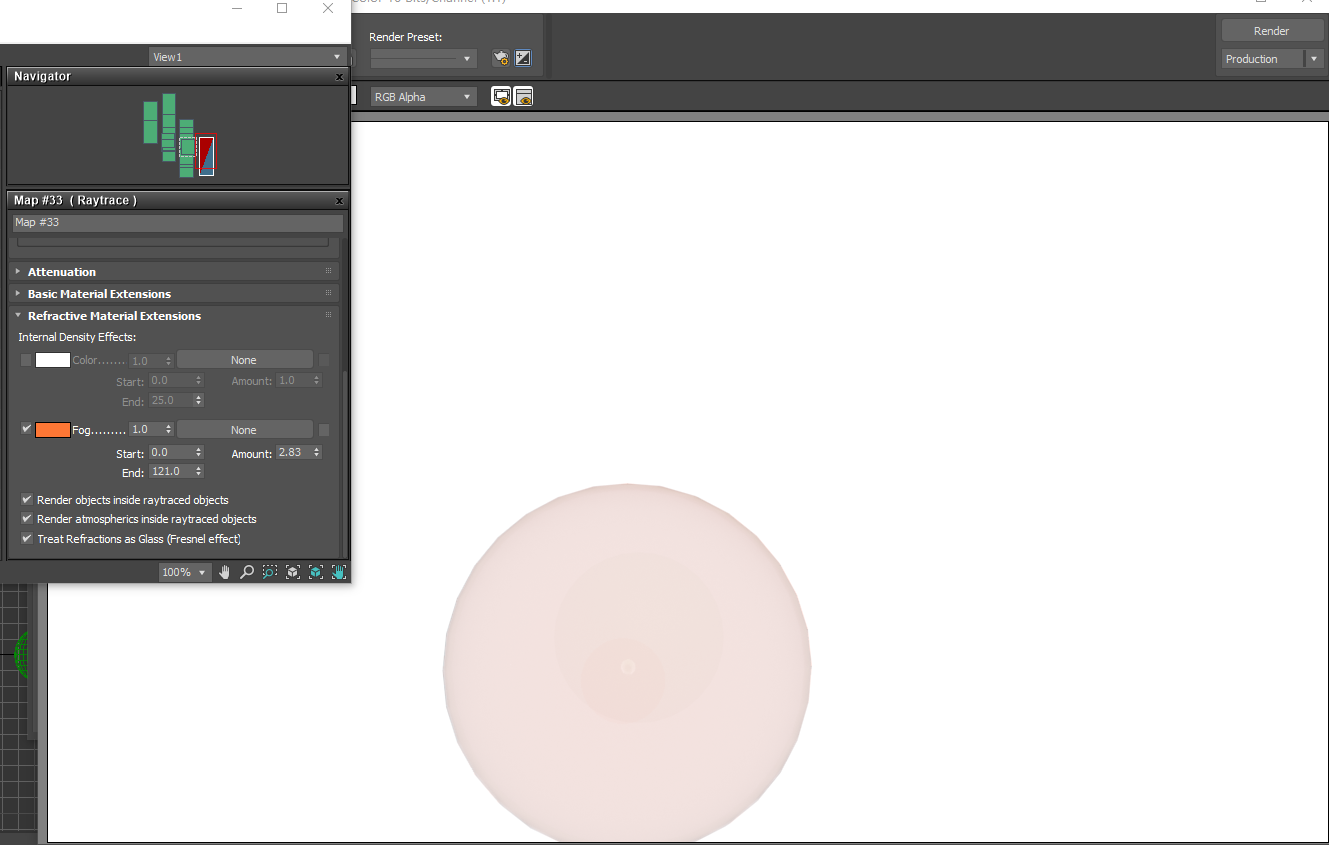 Render Preset:
Render
View1
Production
Navigator
RGB Alpha
Map #33 ( Raytrace )
Map #33
Attenuation
Basic Material Extensions
Refractive Material Extensions
Internal Density Effects:
Color....... 1.0 None
Start: 0.0 Amount: 1.0
End: 25.0
Fog......... 1.0 None
Start: 0.0 Amount: 2.83
End: 121.0
Render objects inside raytraced objects
Render atmospherics inside raytraced objects
Treat Refractions as Glass (Fresnel effect)
100%